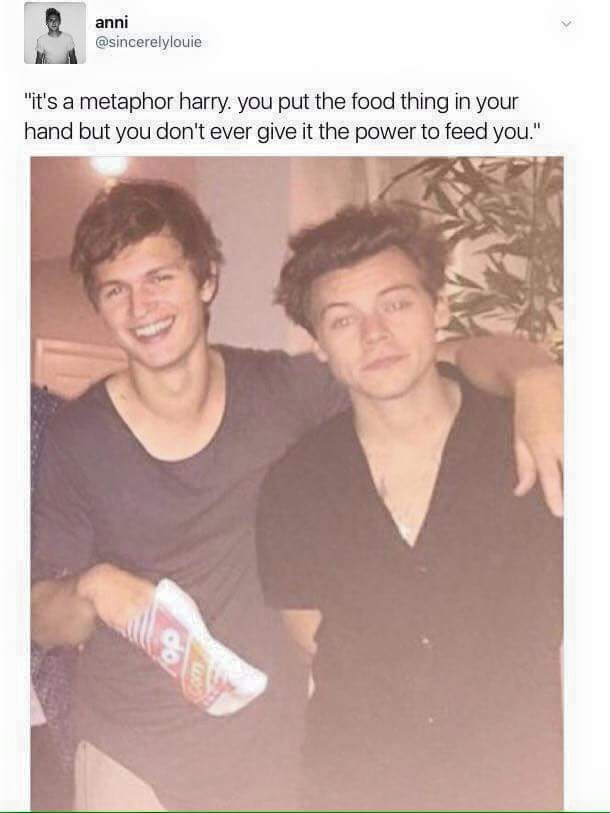 anni
@sincerelylouie
"it's a metaphor harry. you put the food thing in your
hand but you don't ever give it the power to feed you."
op